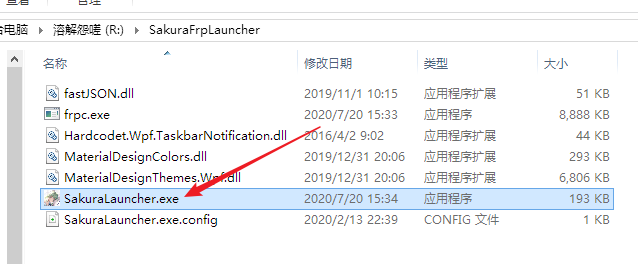 查看 管理
台电脑 > 溶解怨嗟 (R:) > SakuraFrpLauncher
名称 修改日期 类型 大小
fastJSON.dll 2019/11/1 10:15 应用程序扩展 51 KB
frpc.exe 2020/7/20 15:33 应用程序 8,888 KB
Hardcodet.Wpf.TaskbarNotification.dll 2016/4/2 9:02 应用程序扩展 44 KB
MaterialDesignColors.dll 2019/12/31 20:06 应用程序扩展 293 KB
MaterialDesignThemes.Wpf.dll 2019/12/31 20:06 应用程序扩展 6,806 KB
SakuraLauncher.exe 2020/7/20 15:34 应用程序 193 KB
SakuraLauncher.exe.config 2020/2/13 22:39 CONFIG 文件 1 KB